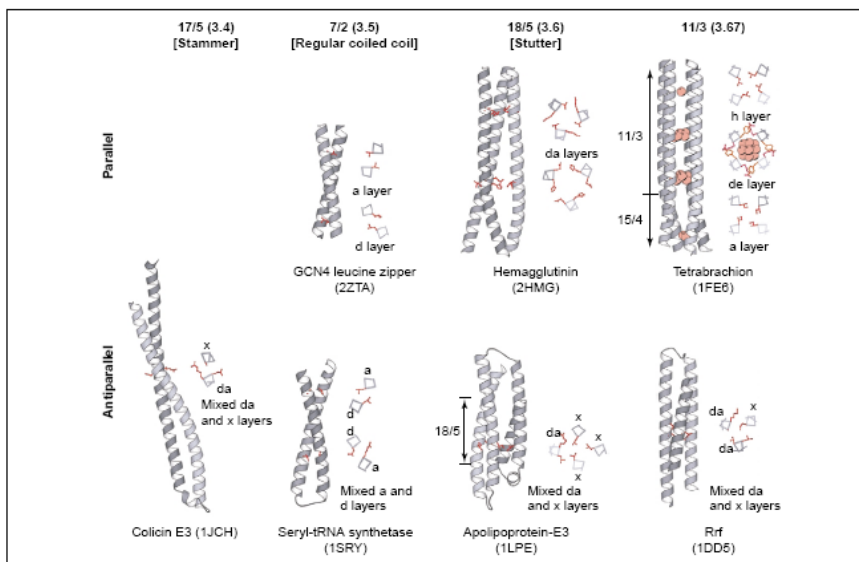 17/5 (3.4)
[Stammer]
7/2 (3.5)
[Regular coiled coil]
18/5 (3.6)
[Stutter]
11/3 (3.67)
Parallel
a layer
d layer
GCN4 leucine zipper
(2ZTA)
da layers
Hemagglutinin
(2HMG)
11/3
15/4
h layer
de layer
a layer
Tetrabrachion
(1FE6)
Antiparallel
x
da
Mixed da
and x layers
Colicin E3 (1JCH)
a
d
d
a
Mixed a and
d layers
Seryl-tRNA synthetase
(1SRY)
18/5
da
x
x
x
Mixed da
and x layers
Apolipoprotein-E3
(1LPE)
da
x
da
Mixed da
and x layers
Rrf
(1DD5)